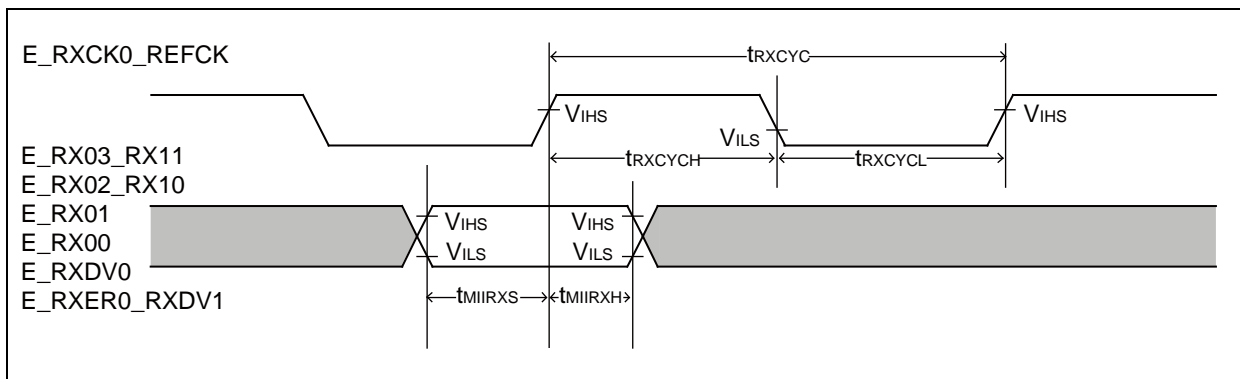 E_RXCK0_REFCK
tRXCYC
VIHS
VILS
VIHS
tRXCYCH
tRXCYCL
E_RX03_RX11
E_RX02_RX10
E_RX01
E_RX00
E_RXDV0
E_RXER0_RXDV1
VIHS
VIHS
VILS
VILS
tMIIRXS
tMIIRXH